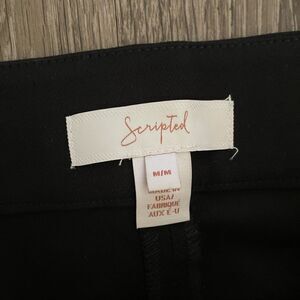 Scripted
M/M
MADE IN
USA/
FABRIQUE
AUX E-U